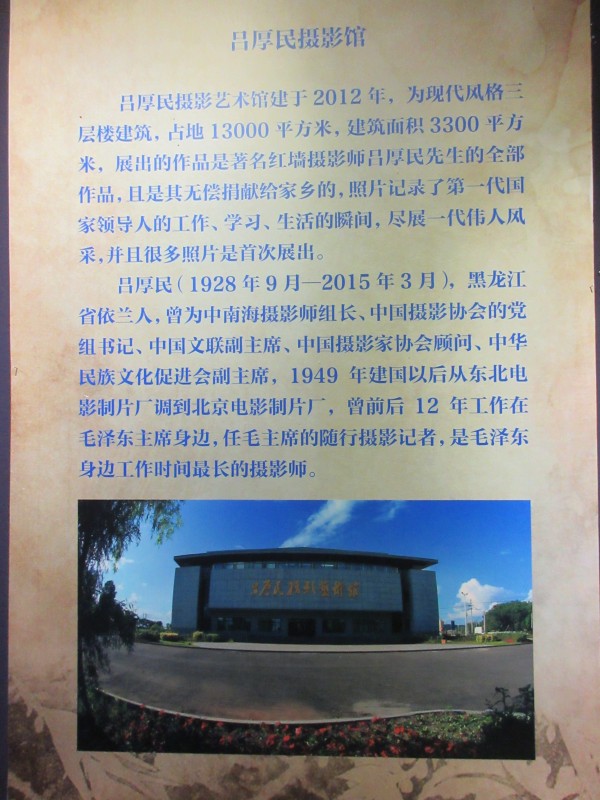 吕厚民摄影馆
吕厚民摄影艺术馆建于2012年，为现代风格三
层楼建筑，占地13000平方米，建筑面积3300平方
米，展出的作品是著名红墙摄影师吕厚民先生的全部
作品，且是其无偿捐献给家乡的，照片记录了第一代国
家领导人的工作、学习、生活的瞬间，尽展一代伟人风
采，并且很多照片是首次展出。
吕厚民（1928年9月—2015年3月），黑龙江
省依兰人，曾为中南海摄影师组长、中国摄影协会的党
组书记、中国文联副主席、中国摄影家协会顾问、中华
民族文化促进会副主席，1949年建国以后从东北电
影制片厂调到北京电影制片厂，曾前后12年工作在
毛泽东主席身边，任毛主席的随行摄影记者，是毛泽东
身边工作时间最长的摄影师。
吕厚民摄影艺术馆